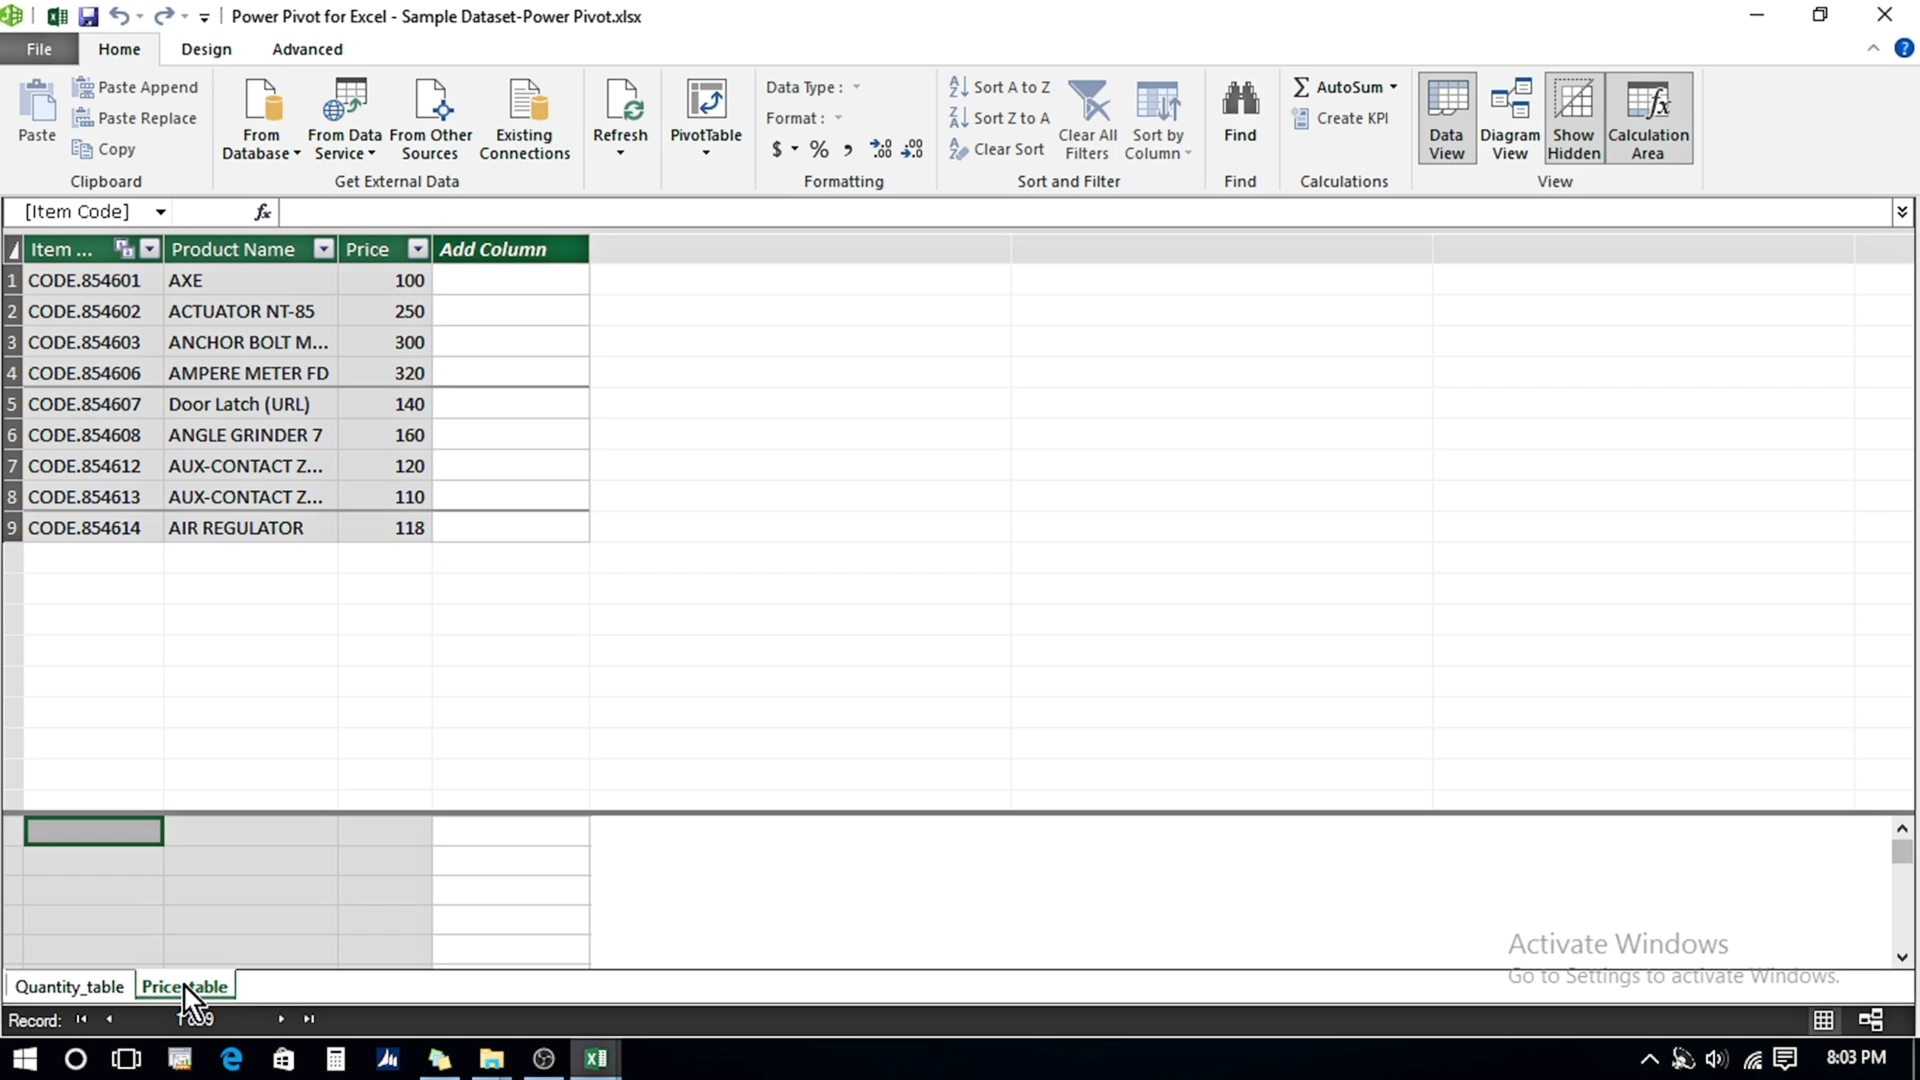 Power Pivot for Excel - Sample Dataset-Power Pivot.xlsx
File Home Design Advanced
Paste
Paste Append
Paste Replace
Copy
Clipboard
From Database
From Data Service
From Other Sources
Existing Connections
Get External Data
Refresh
PivotTable
Data Type :
Format :
$ % ,
Formatting
Sort A to Z
Sort Z to A
Clear Sort
Clear All Filters
Sort by Column
Sort and Filter
Find
Find
AutoSum
Create KPI
Calculations
Data View
Diagram View
Show Hidden
Calculation Area
View
[Item Code] fx
Item ... Product Name Price Add Column
1 CODE.854601 AXE 100
2 CODE.854602 ACTUATOR NT-85 250
3 CODE.854603 ANCHOR BOLT M... 300
4 CODE.854606 AMPERE METER FD 320
5 CODE.854607 Door Latch (URL) 140
6 CODE.854608 ANGLE GRINDER 7 160
7 CODE.854612 AUX-CONTACT Z... 120
8 CODE.854613 AUX-CONTACT Z... 110
9 CODE.854614 AIR REGULATOR 118
Activate Windows
Go to Settings to activate Windows.
Quantity_table Price_table
Record:
8:03 PM